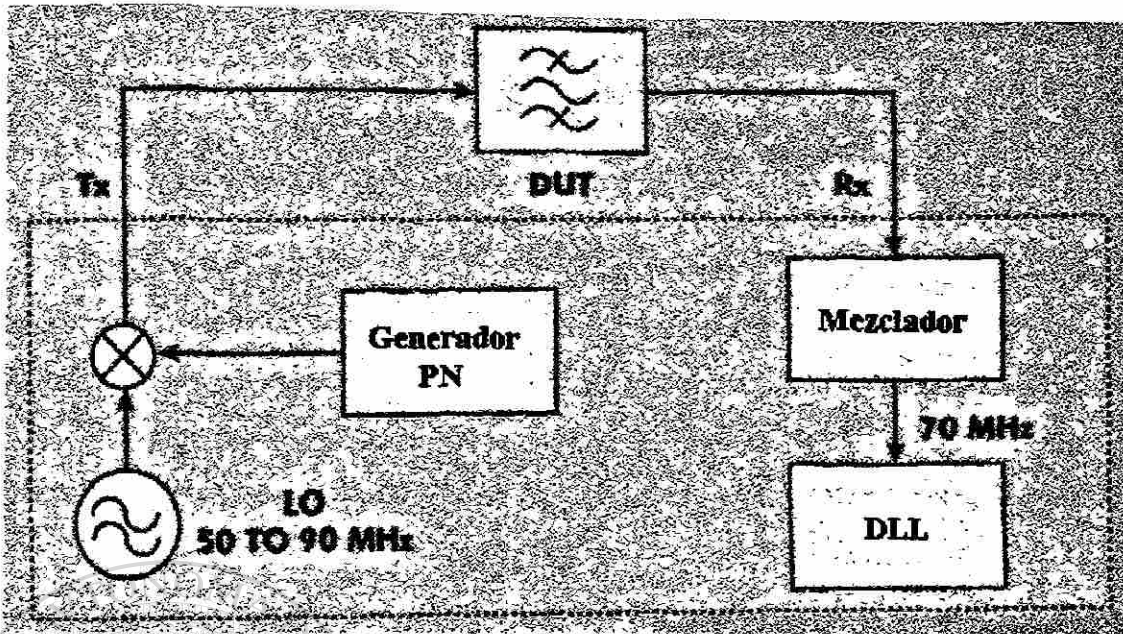 DUT
Tx
Rx
Generador
PN
Mezclador
70 MHz
LO
50 TO 90 MHz
DLL